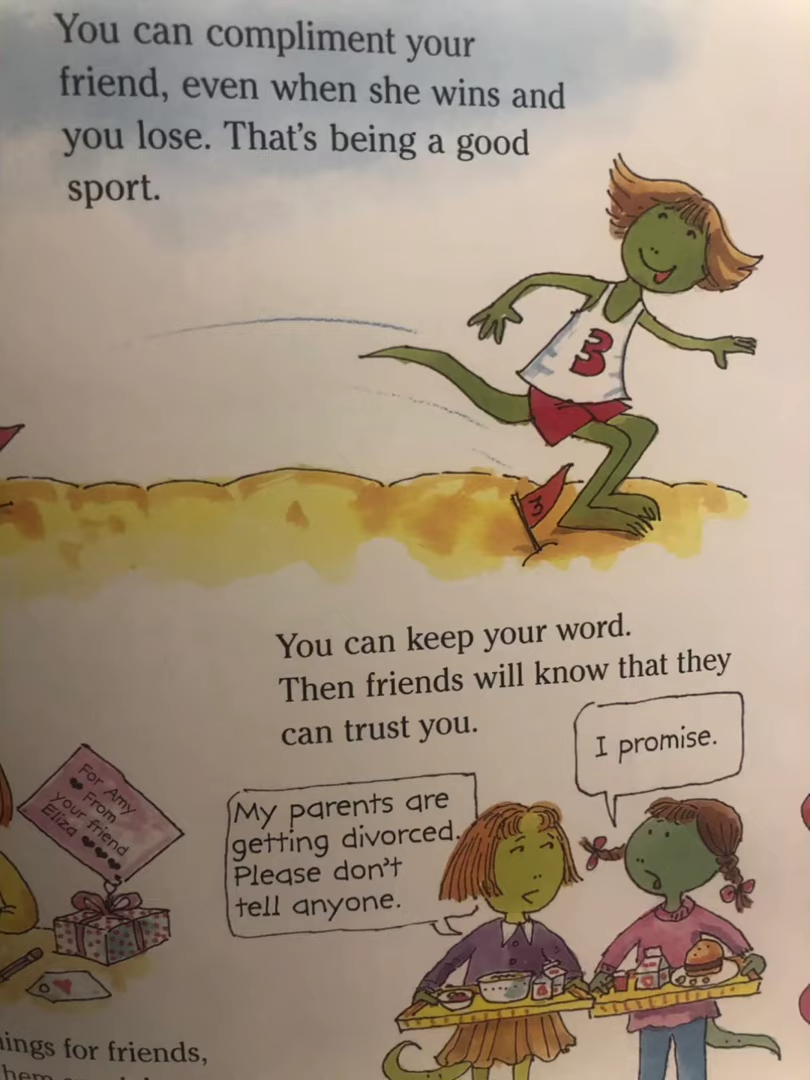 You can compliment your
friend, even when she wins and
you lose. That's being a good
sport.
3
3
You can keep your word.
Then friends will know that they
can trust you.
I promise.
My parents are
getting divorced.
Please don't
tell anyone.
For Amy
From
your friend
Eliza
ings for friends,